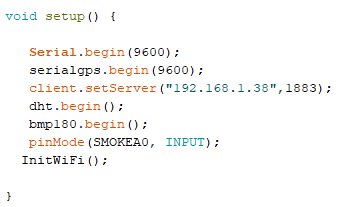 void setup() {
Serial.begin(9600);
serialgps.begin(9600);
client.setServer("192.168.1.38",1883);
dht.begin();
bmp180.begin();
pinMode(SMOKEA0, INPUT);
InitWiFi();
}